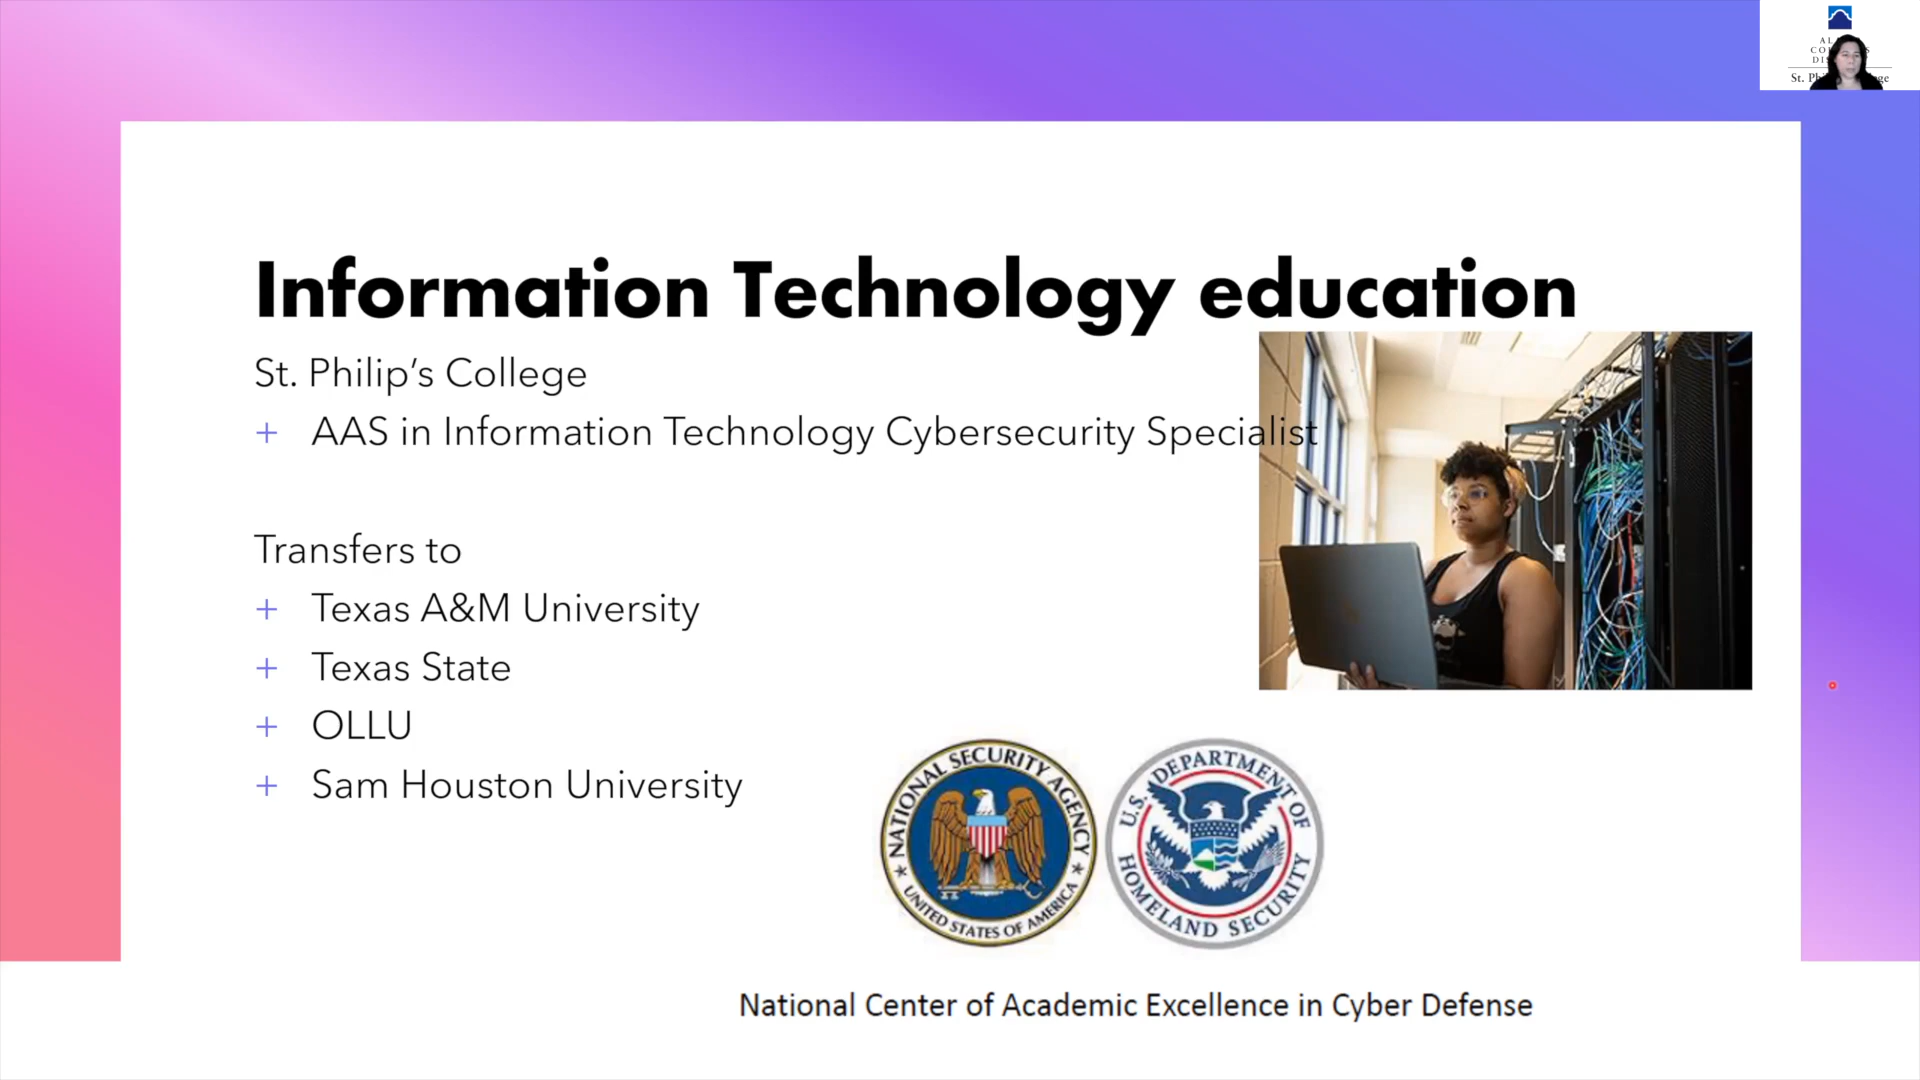 Information Technology education
St. Philip’s College
+ AAS in Information Technology Cybersecurity Specialist
Transfers to
+ Texas A&M University
+ Texas State
+ OLLU
+ Sam Houston University
NATIONAL SECURITY AGENCY
UNITED STATES OF AMERICA
U.S. DEPARTMENT OF
HOMELAND SECURITY
National Center of Academic Excellence in Cyber Defense
St.